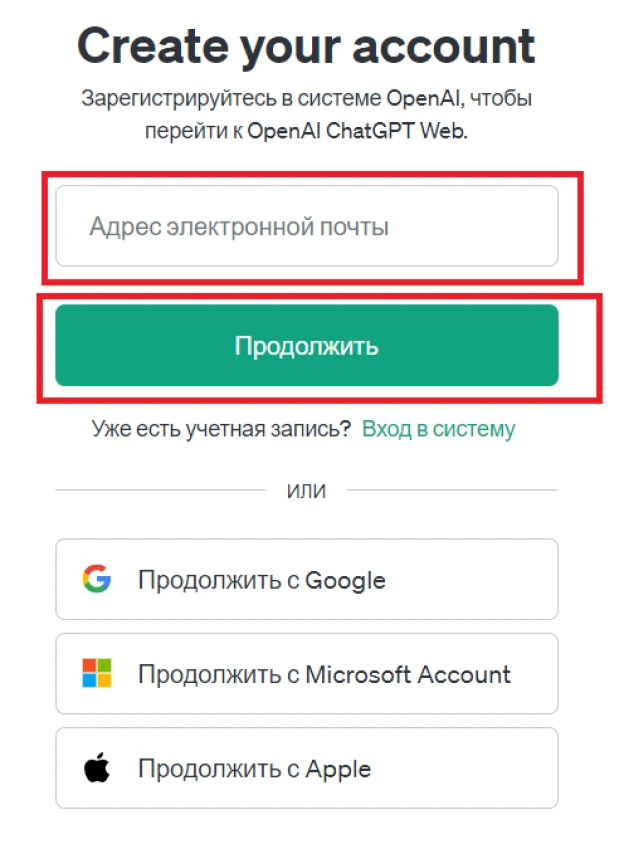 Create your account
Зарегистрируйтесь в системе OpenAI, чтобы
перейти к OpenAI ChatGPT Web.
Адрес электронной почты
Продолжить
Уже есть учетная запись? Вход в систему
ИЛИ
Продолжить с Google
Продолжить с Microsoft Account
Продолжить с Apple